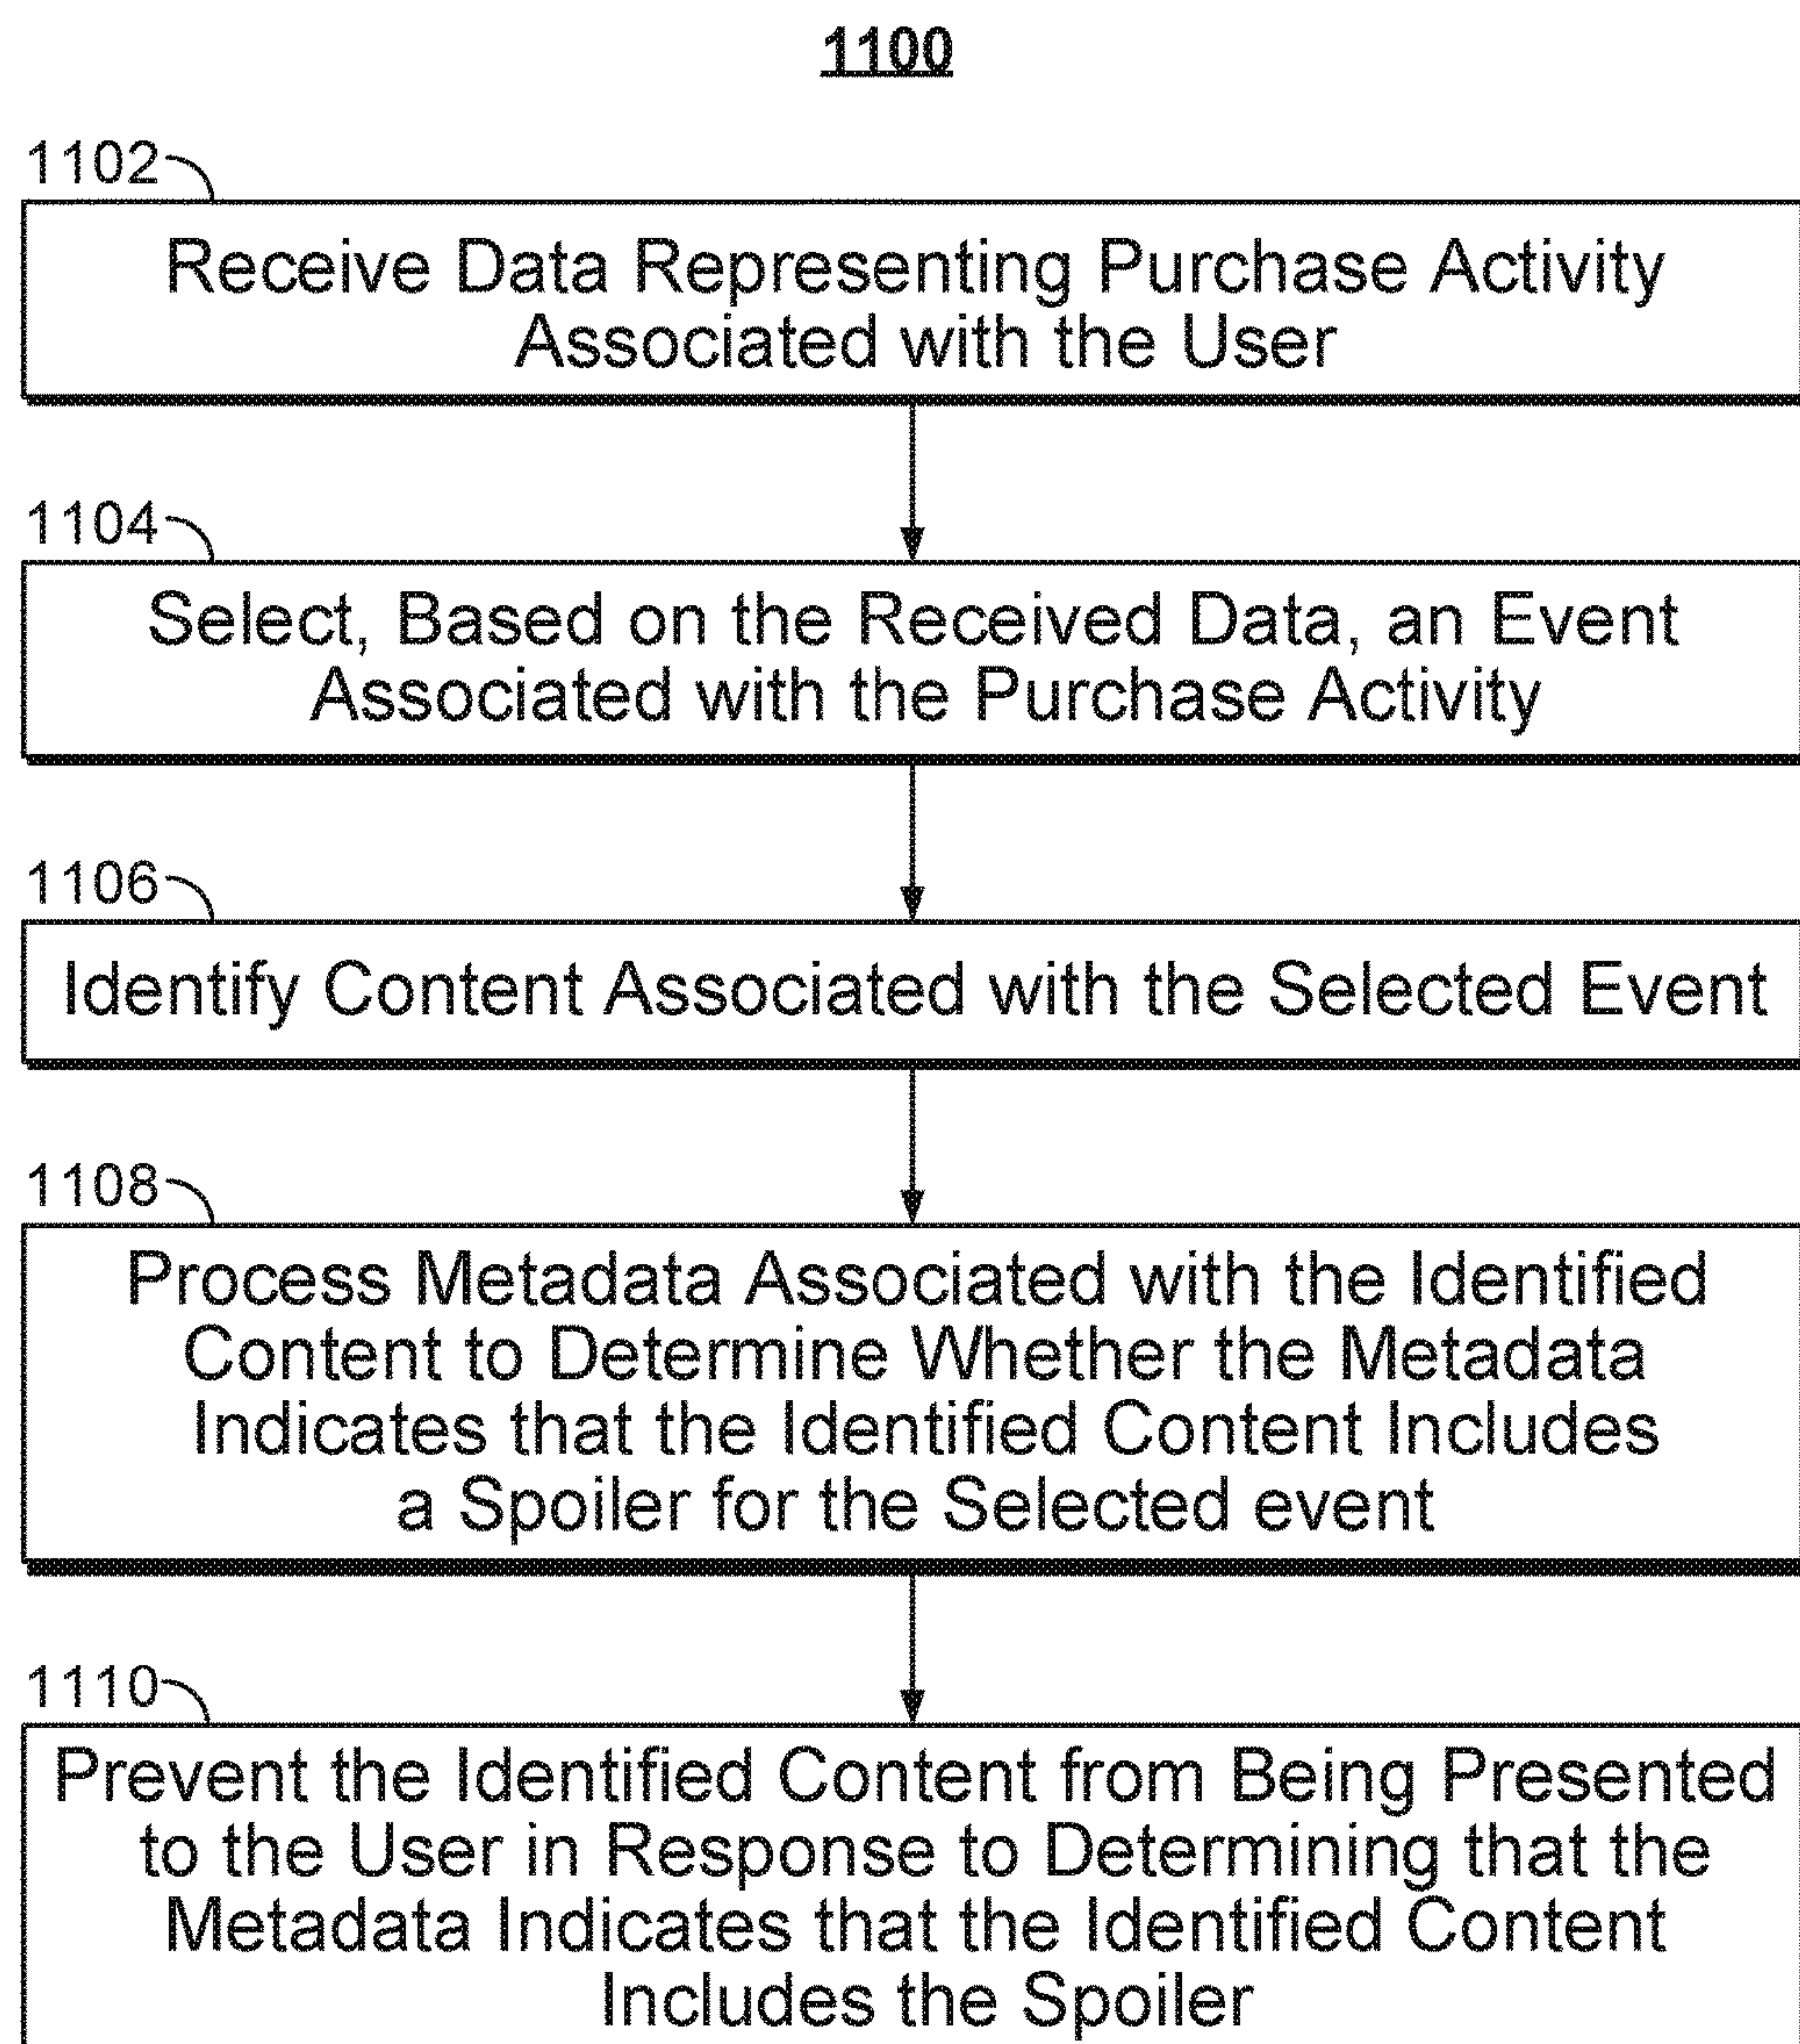 1100
1102
Receive Data Representing Purchase Activity
Associated with the User
1104
Select, Based on the Received Data, an Event
Associated with the Purchase Activity
1106
Identify Content Associated with the Selected Event
1108
Process Metadata Associated with the Identified
Content to Determine Whether the Metadata
Indicates that the Identified Content Includes
a Spoiler for the Selected event
1110
Prevent the Identified Content from Being Presented
to the User in Response to Determining that the
Metadata Indicates that the Identified Content
Includes the Spoiler